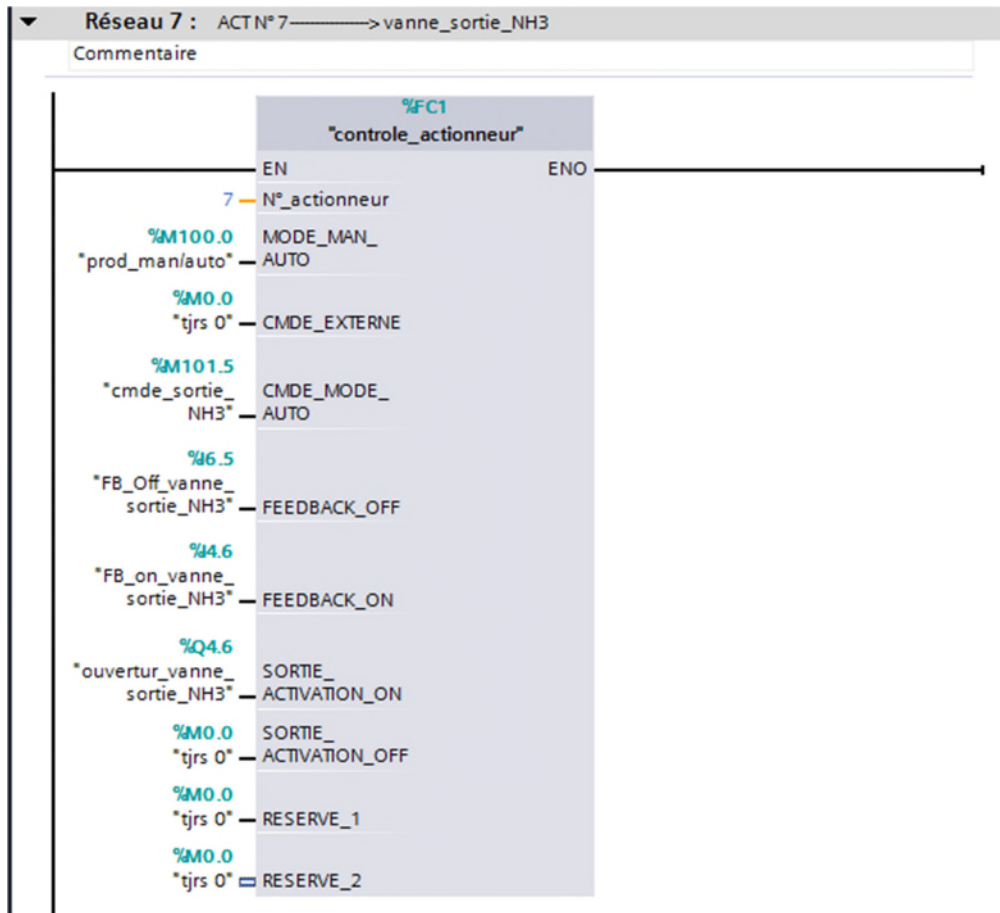 Réseau 7 : ACT N° 7---------------> vanne_sortie_NH3
Commentaire
%FC1
"controle_actionneur"
EN ENO
7 N°_actionneur
%M100.0 MODE_MAN_
"prod_man/auto" AUTO
%M0.0
"tjrs 0" CMDE_EXTERNE
%M101.5
"cmde_sortie_ CMDE_MODE_
NH3" AUTO
%I6.5
"FB_Off_vanne_
sortie_NH3" FEEDBACK_OFF
%I4.6
"FB_on_vanne_
sortie_NH3" FEEDBACK_ON
%Q4.6
"ouvertur_vanne_ SORTIE_
sortie_NH3" ACTIVATION_ON
%M0.0 SORTIE_
"tjrs 0" ACTIVATION_OFF
%M0.0
"tjrs 0" RESERVE_1
%M0.0
"tjrs 0" RESERVE_2